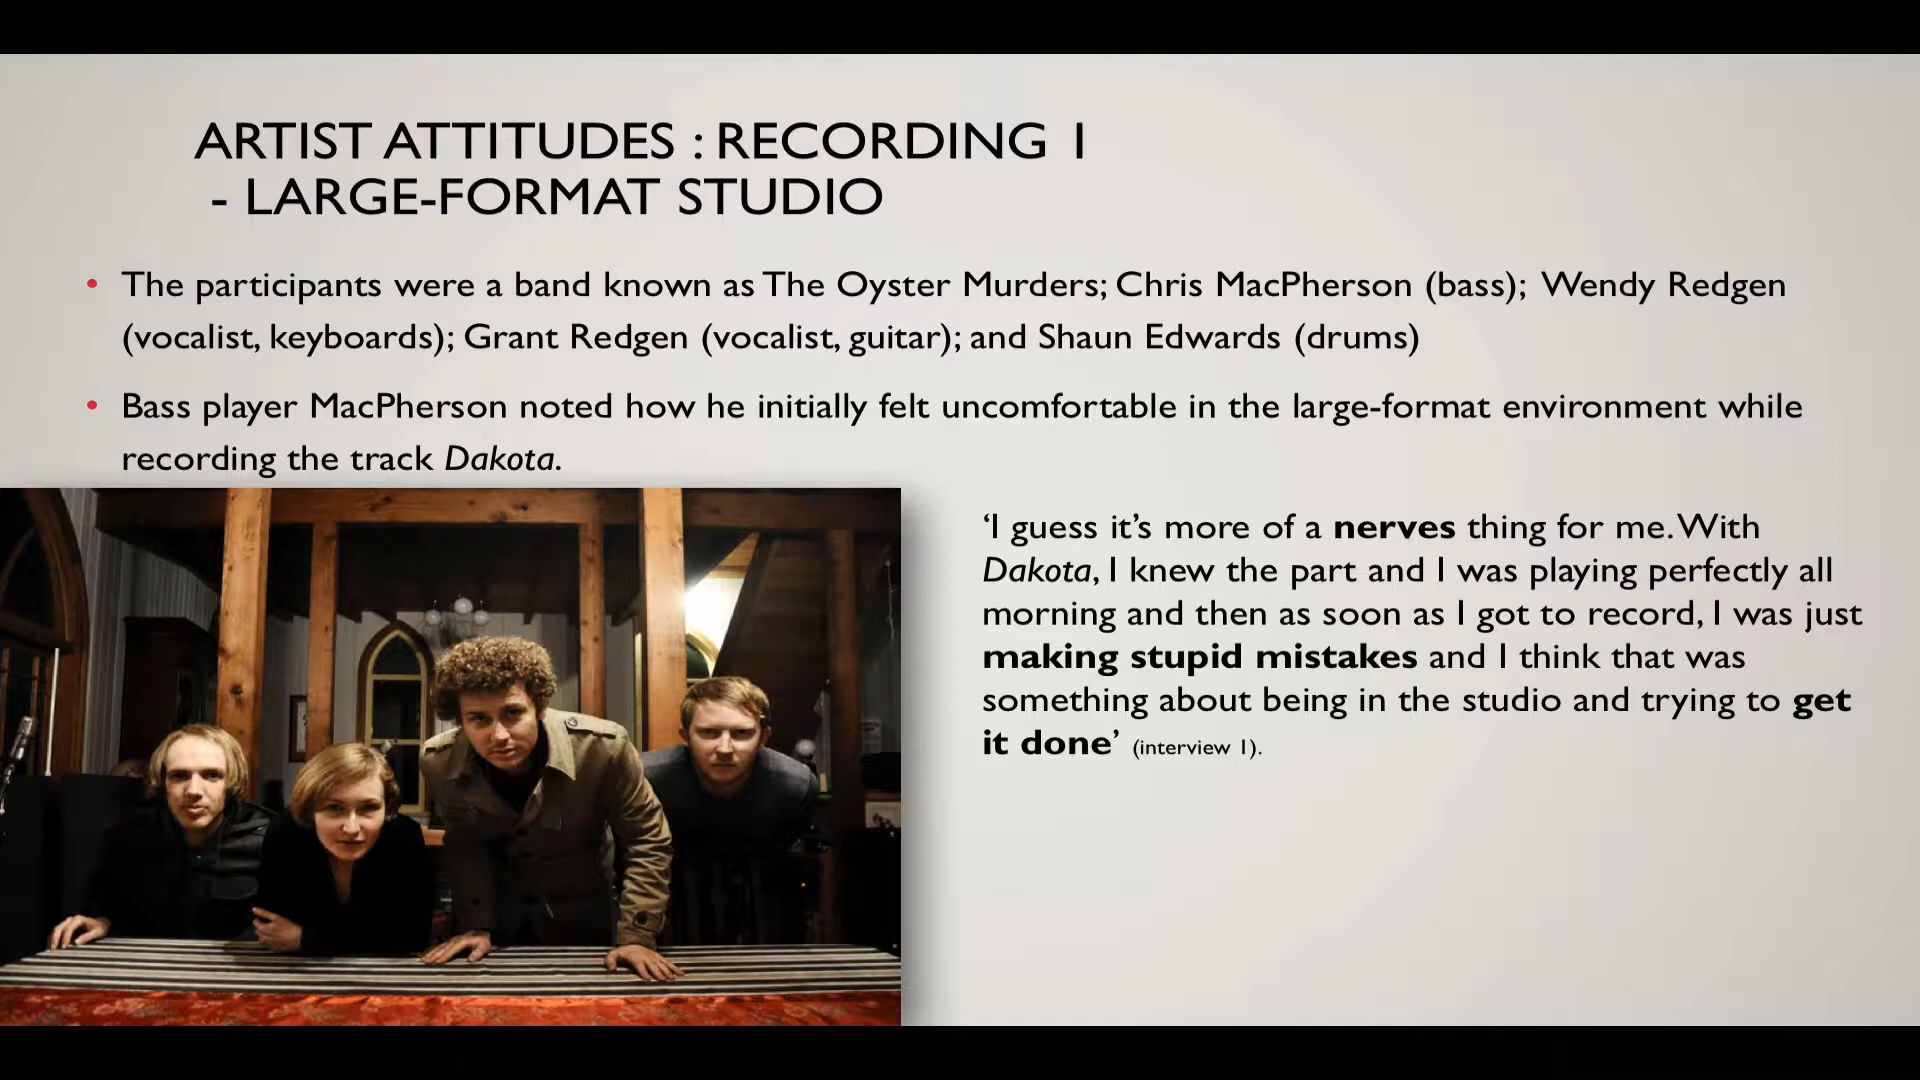 ARTIST ATTITUDES : RECORDING 1
- LARGE-FORMAT STUDIO
• The participants were a band known as The Oyster Murders; Chris MacPherson (bass); Wendy Redgen
(vocalist, keyboards); Grant Redgen (vocalist, guitar); and Shaun Edwards (drums)
• Bass player MacPherson noted how he initially felt uncomfortable in the large-format environment while
recording the track Dakota.
‘I guess it’s more of a nerves thing for me. With
Dakota, I knew the part and I was playing perfectly all
morning and then as soon as I got to record, I was just
making stupid mistakes and I think that was
something about being in the studio and trying to get
it done’ (interview 1).